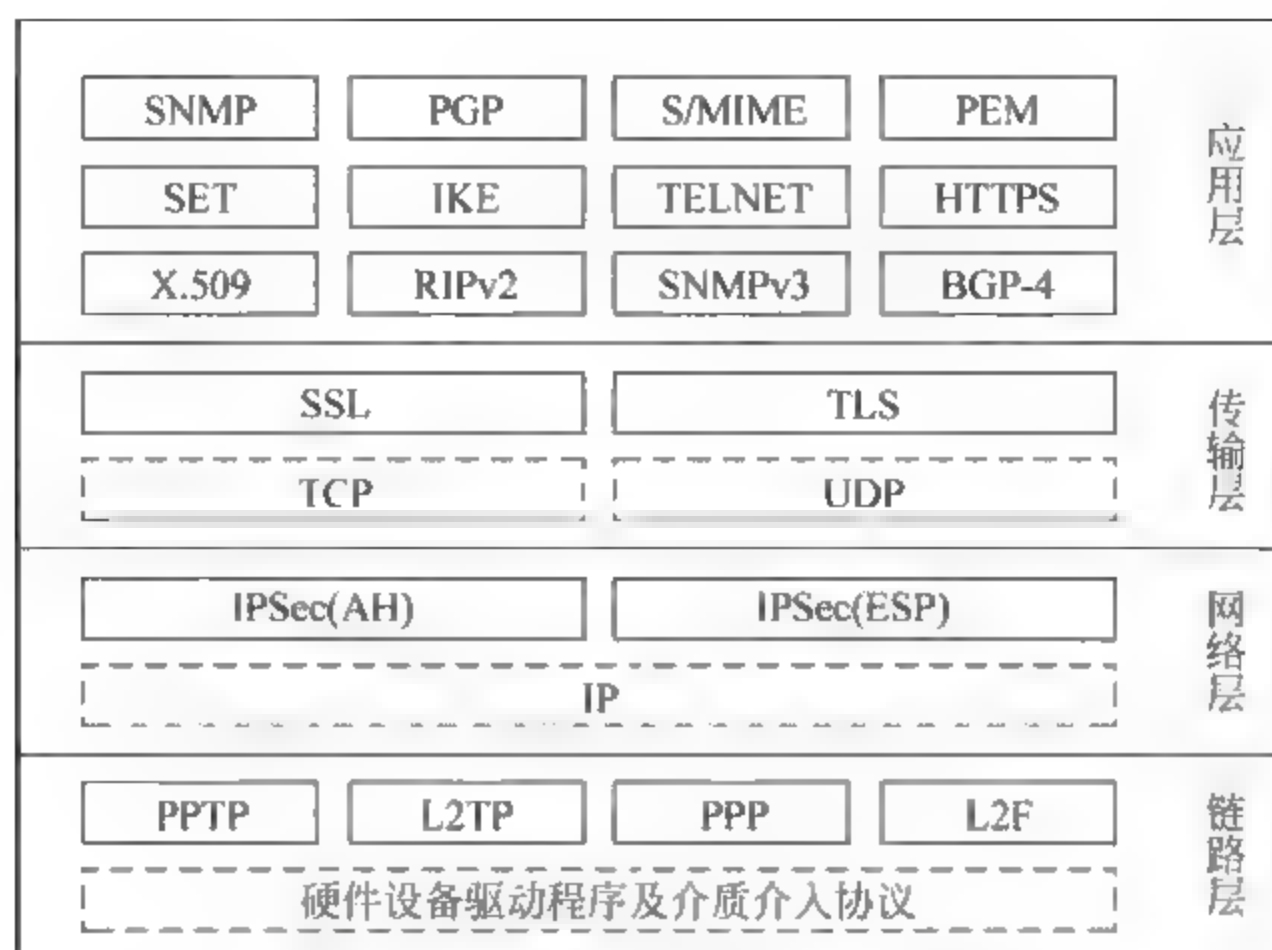 SNMP PGP S/MIME PEM
SET IKE TELNET HTTPS
X.509 RIPv2 SNMPv3 BGP-4
应用层
SSL TLS
TCP UDP
传输层
IPSec(AH) IPSec(ESP)
IP
网络层
PPTP L2TP PPP L2F
硬件设备驱动程序及介质介入协议
链路层